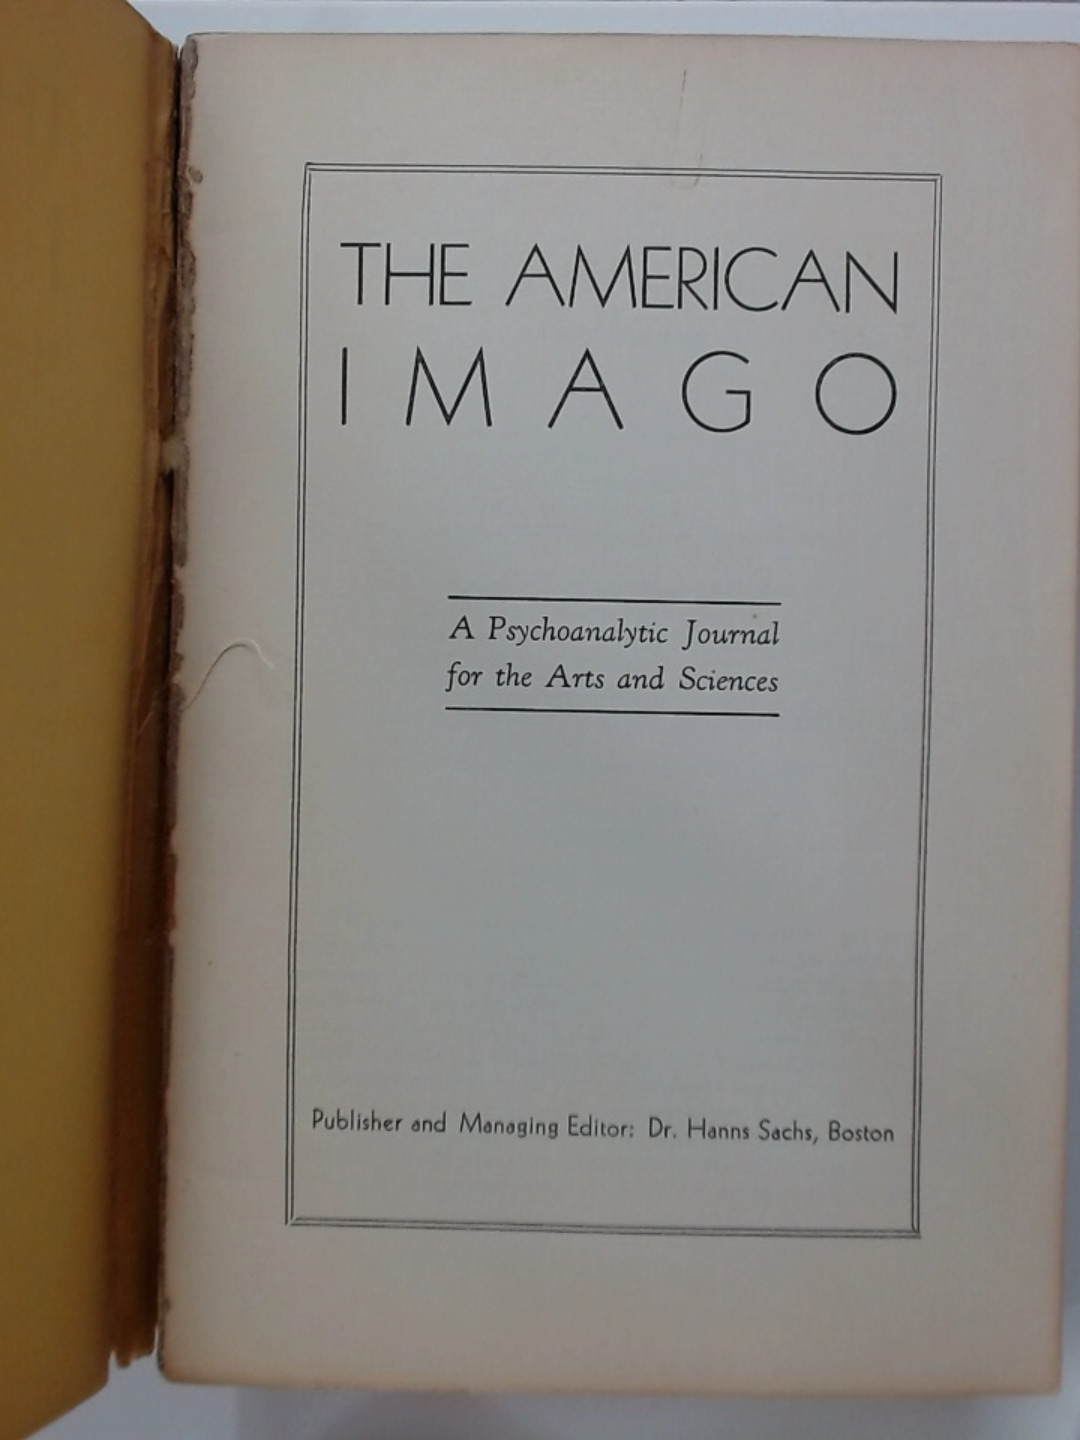 THE AMERICAN
IMAGO
A Psychoanalytic Journal
for the Arts and Sciences
Publisher and Managing Editor: Dr. Hanns Sachs, Boston